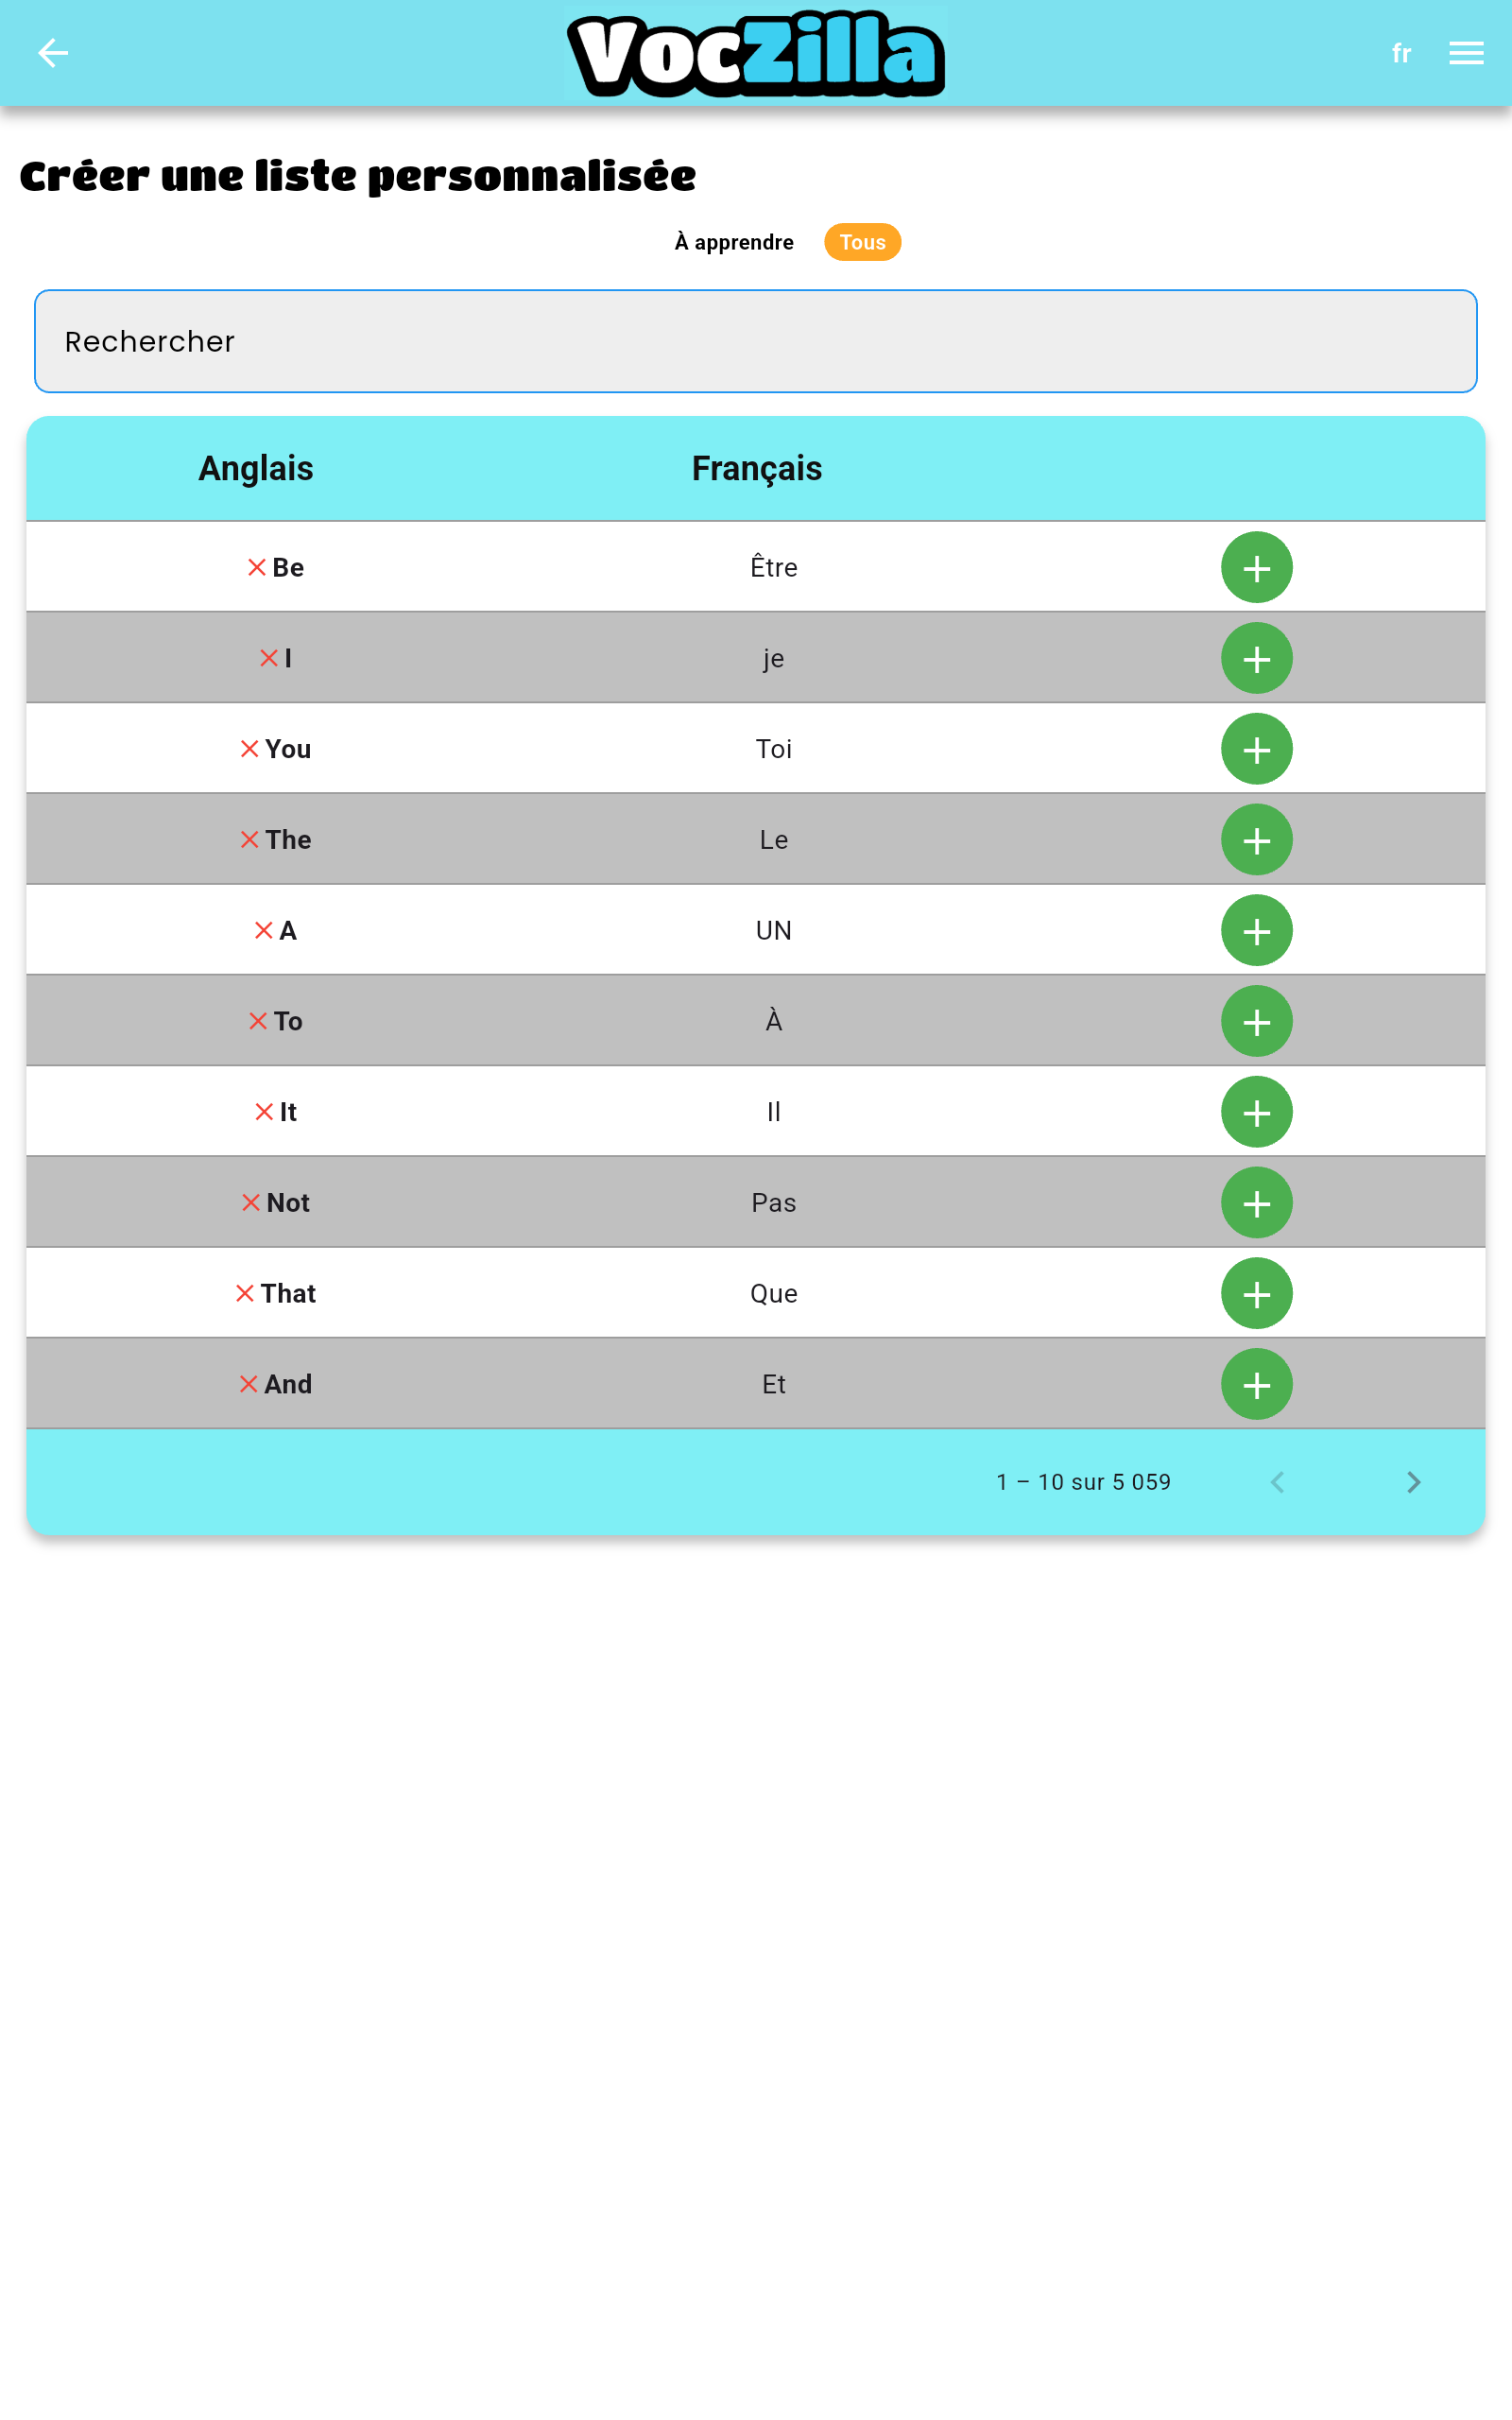 VocZilla
fr
Créer une liste personnalisée
À apprendre Tous
Rechercher
Anglais Français
Be Être
I je
You Toi
The Le
A UN
To À
It Il
Not Pas
That Que
And Et
1 – 10 sur 5 059